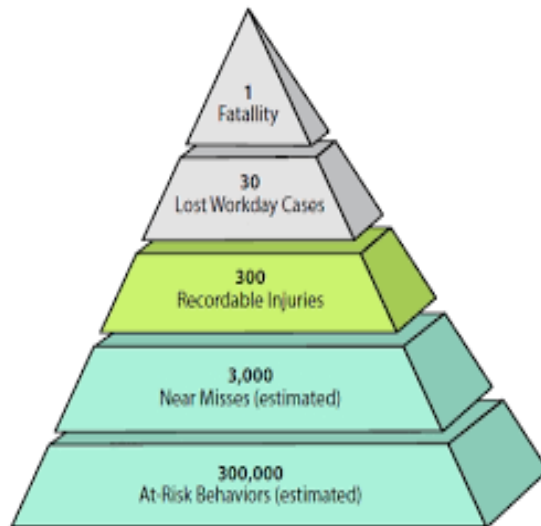 1
Fatallity
30
Lost Workday Cases
300
Recordable Injuries
3,000
Near Misses (estimated)
300,000
At-Risk Behaviors (estimated)